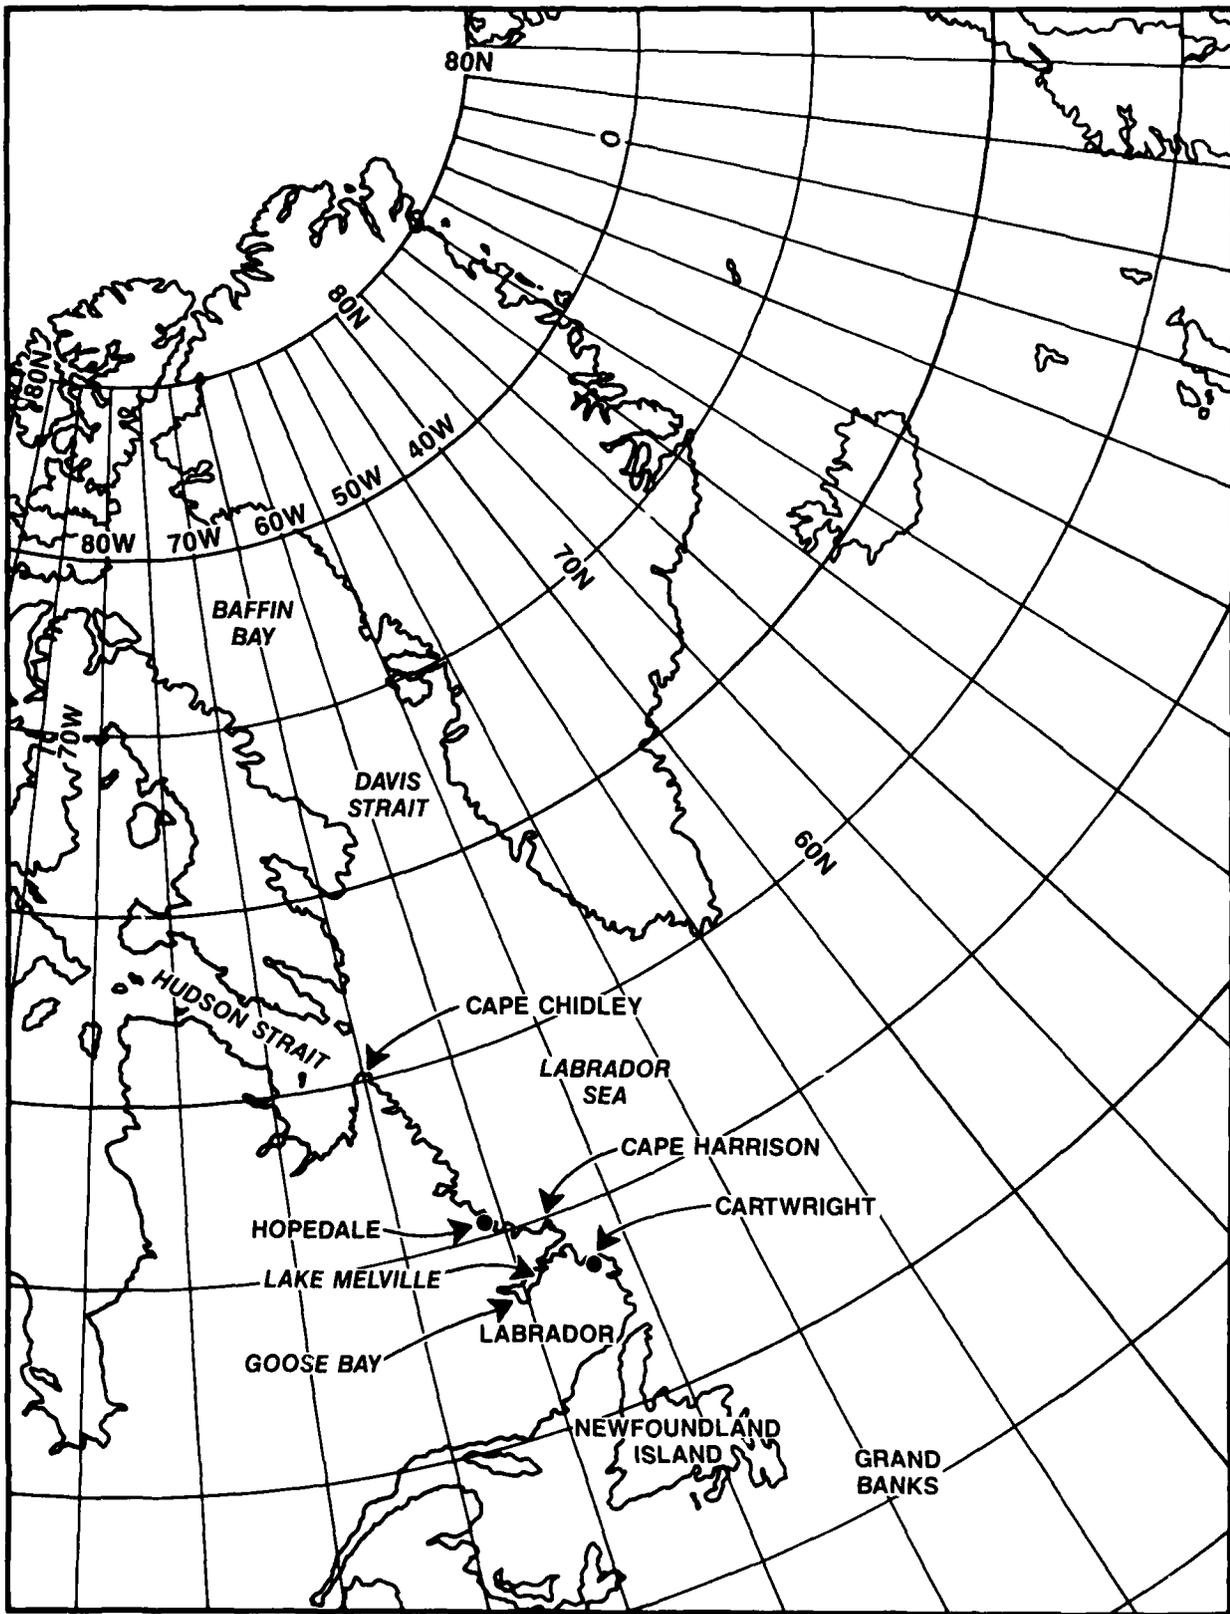 80N
0
80N
80N
40W
50W
60W
70W
80W
70N
BAFFIN
BAY
70W
DAVIS
STRAIT
60N
HUDSON STRAIT
CAPE CHIDLEY
LABRADOR
SEA
CAPE HARRISON
CARTWRIGHT
HOPEDALE
LAKE MELVILLE
LABRADOR
GOOSE BAY
NEWFOUNDLAND
ISLAND
GRAND
BANKS